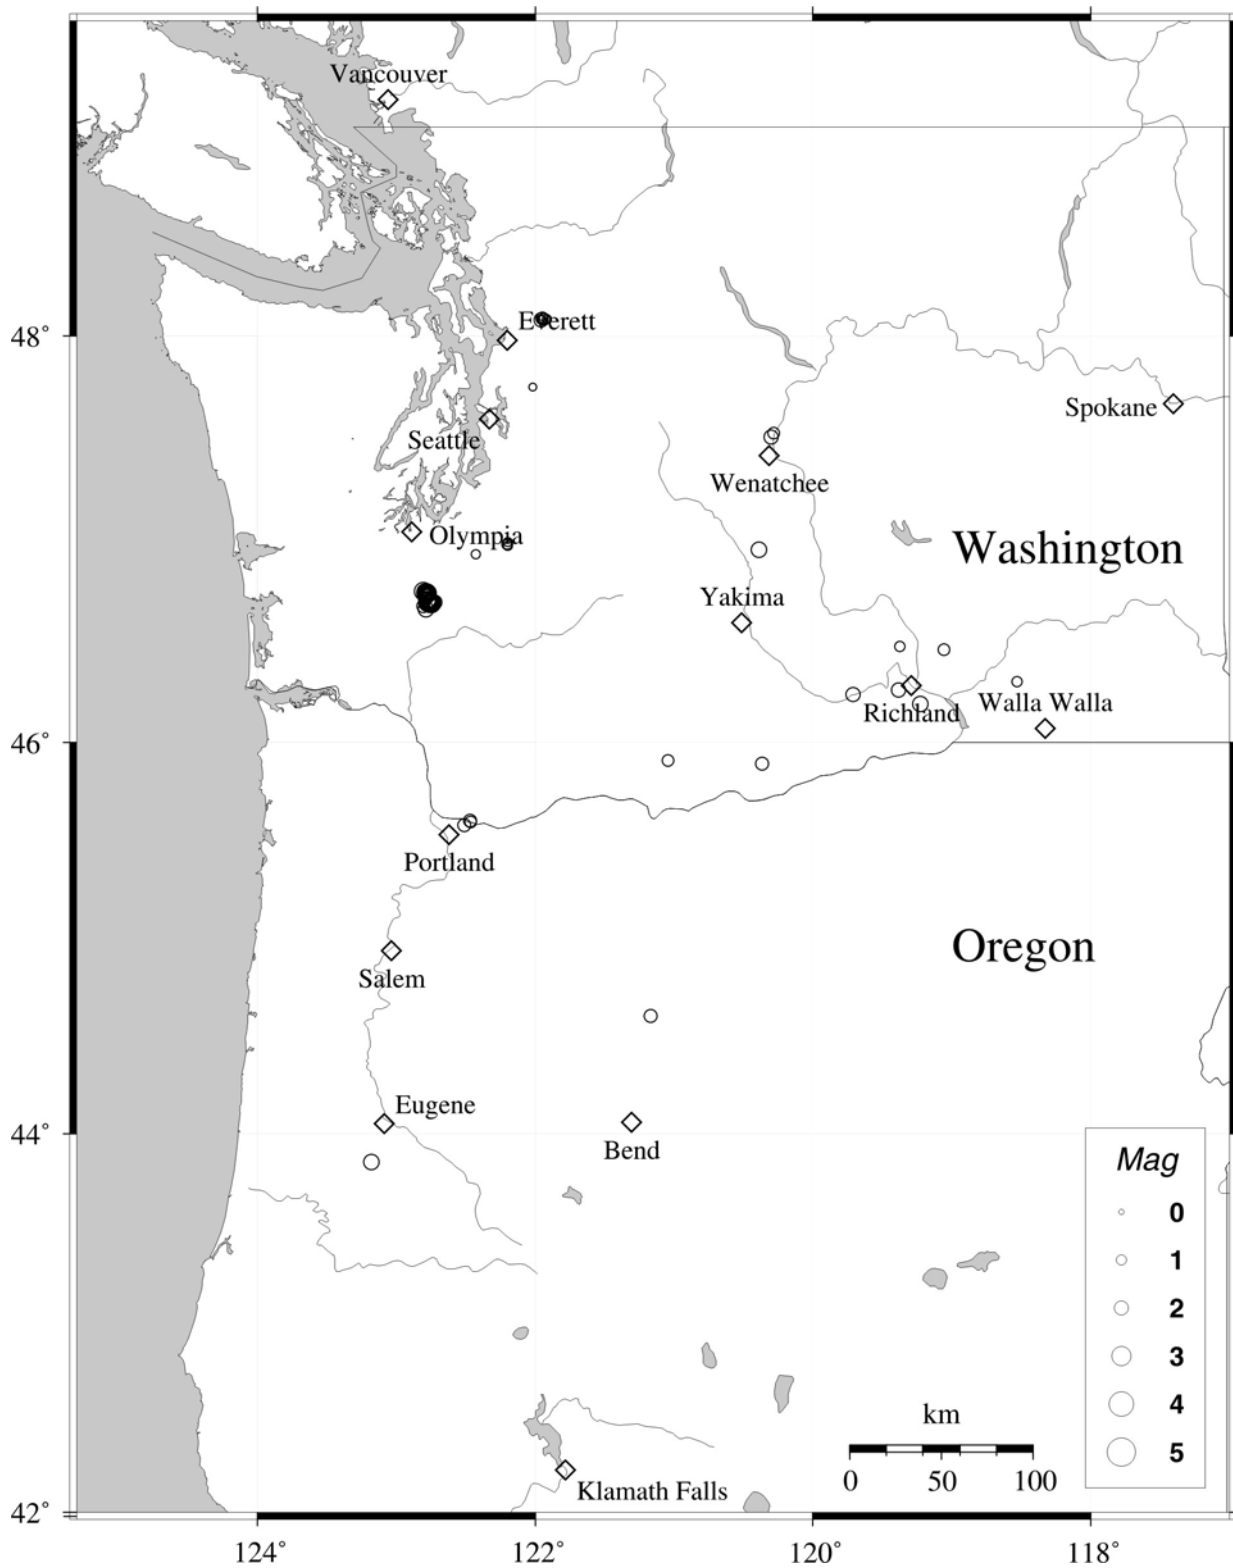 Vancouver
Everett
48°
Spokane
Seattle
Wenatchee
Olympia
Washington
Yakima
Walla Walla
Richland
46°
Portland
Oregon
Salem
Eugene
44°
Bend
Mag
0
1
2
3
4
5
km
0 50 100
Klamath Falls
42°
124° 122° 120° 118°